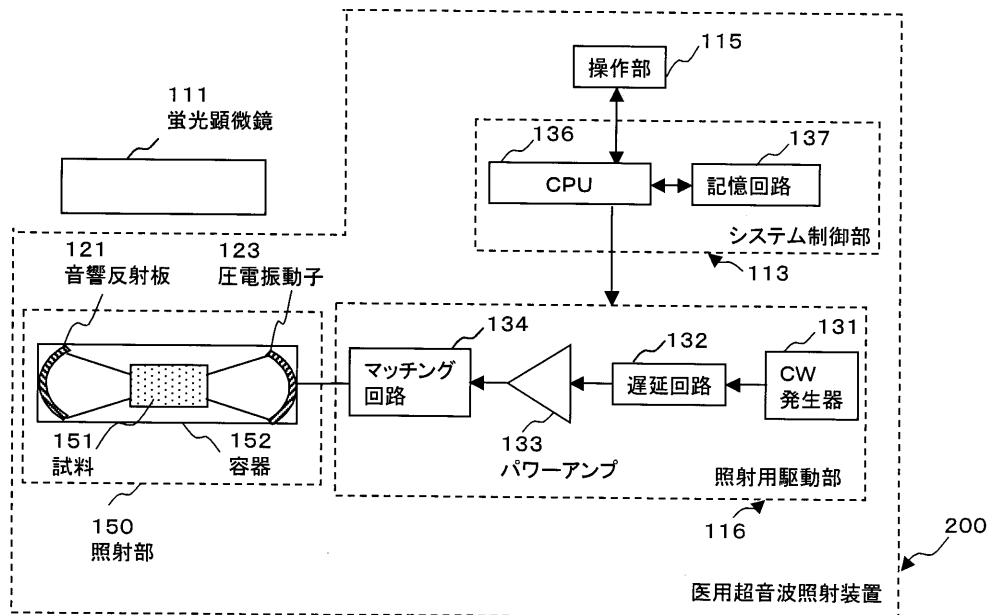 115
操作部
111
蛍光顕微鏡
136
137
CPU
記憶回路
システム制御部
113
121
音響反射板
123
圧電振動子
134
マッチング
回路
132
遅延回路
131
CW
発生器
133
パワーアンプ
151
試料
152
容器
照射用駆動部
116
150
照射部
200
医用超音波照射装置